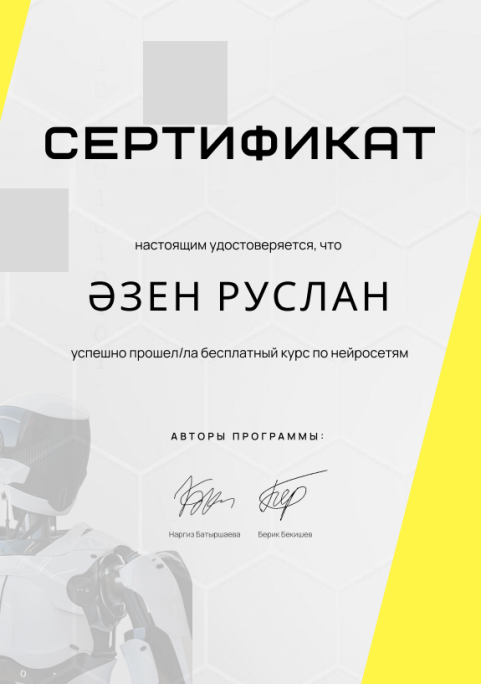 СЕРТИФИКАТ
настоящим удостоверяется, что
ӘЗЕН РУСЛАН
успешно прошел/ла бесплатный курс по нейросетям
АВТОРЫ ПРОГРАММЫ:
Наргиз Батыршаева Берик Бекишев